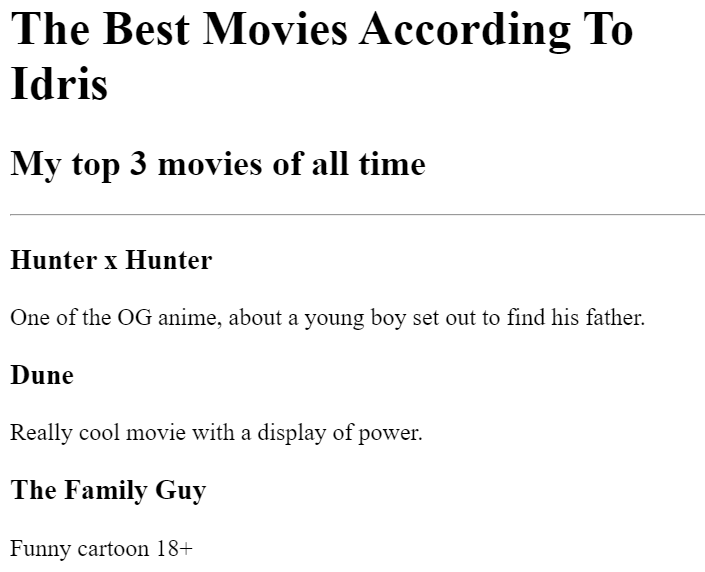 The Best Movies According To
Idris
My top 3 movies of all time
Hunter x Hunter
One of the OG anime, about a young boy set out to find his father.
Dune
Really cool movie with a display of power.
The Family Guy
Funny cartoon 18+